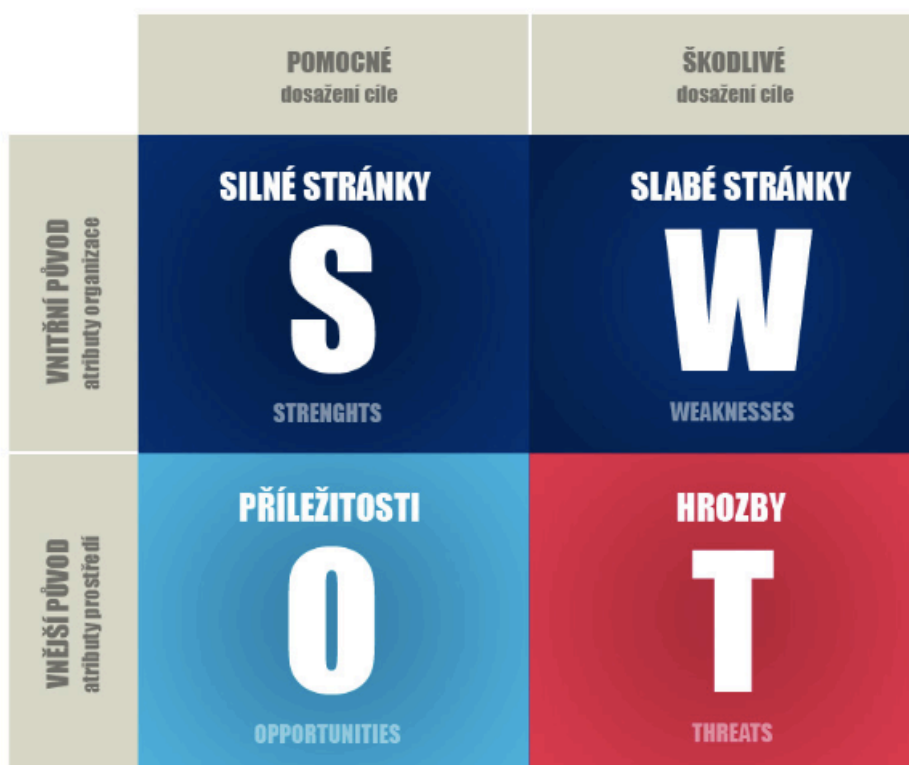 POMOCNÉ
dosažení cíle
ŠKODLIVÉ
dosažení cíle
VNITŘNÍ PŮVOD
atributy organizace
SILNÉ STRÁNKY
S
STRENGHTS
SLABÉ STRÁNKY
W
WEAKNESSES
VNĚJŠÍ PŮVOD
atributy prostředí
PŘÍLEŽITOSTI
O
OPPORTUNITIES
HROZBY
T
THREATS